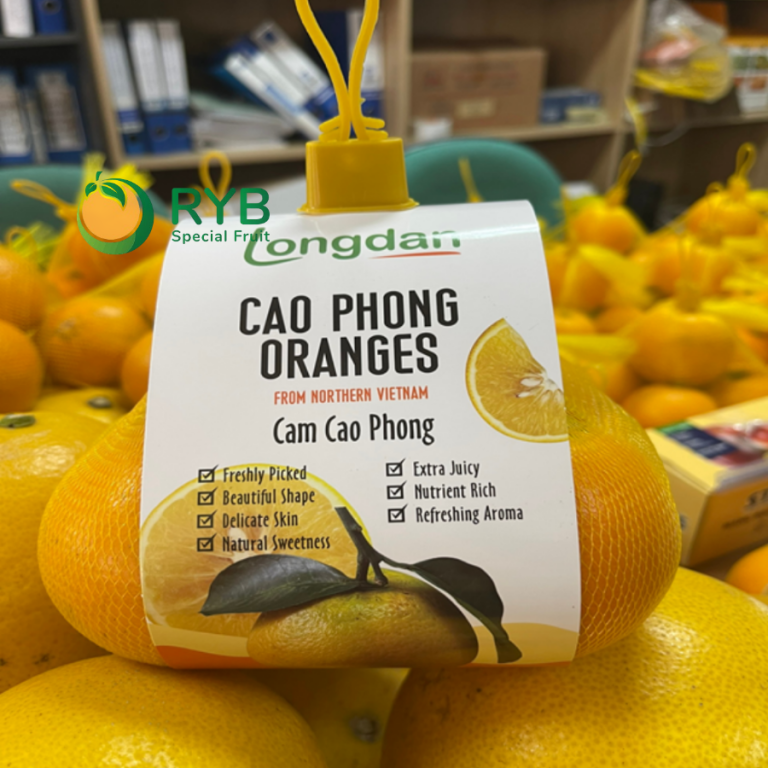 RYB
Special Fruit
Longdan
CAO PHONG
ORANGES
FROM NORTHERN VIETNAM
Cam Cao Phong
Freshly Picked
Beautiful Shape
Delicate Skin
Natural Sweetness
Extra Juicy
Nutrient Rich
Refreshing Aroma